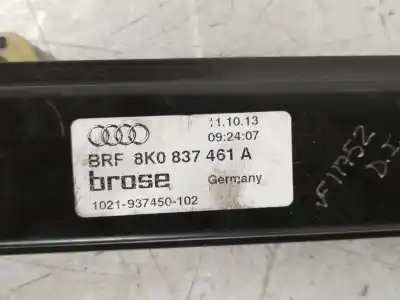 11.10.13
09:24:07
BRF 8K0 837 461 A
brose Germany
1021-937450-102